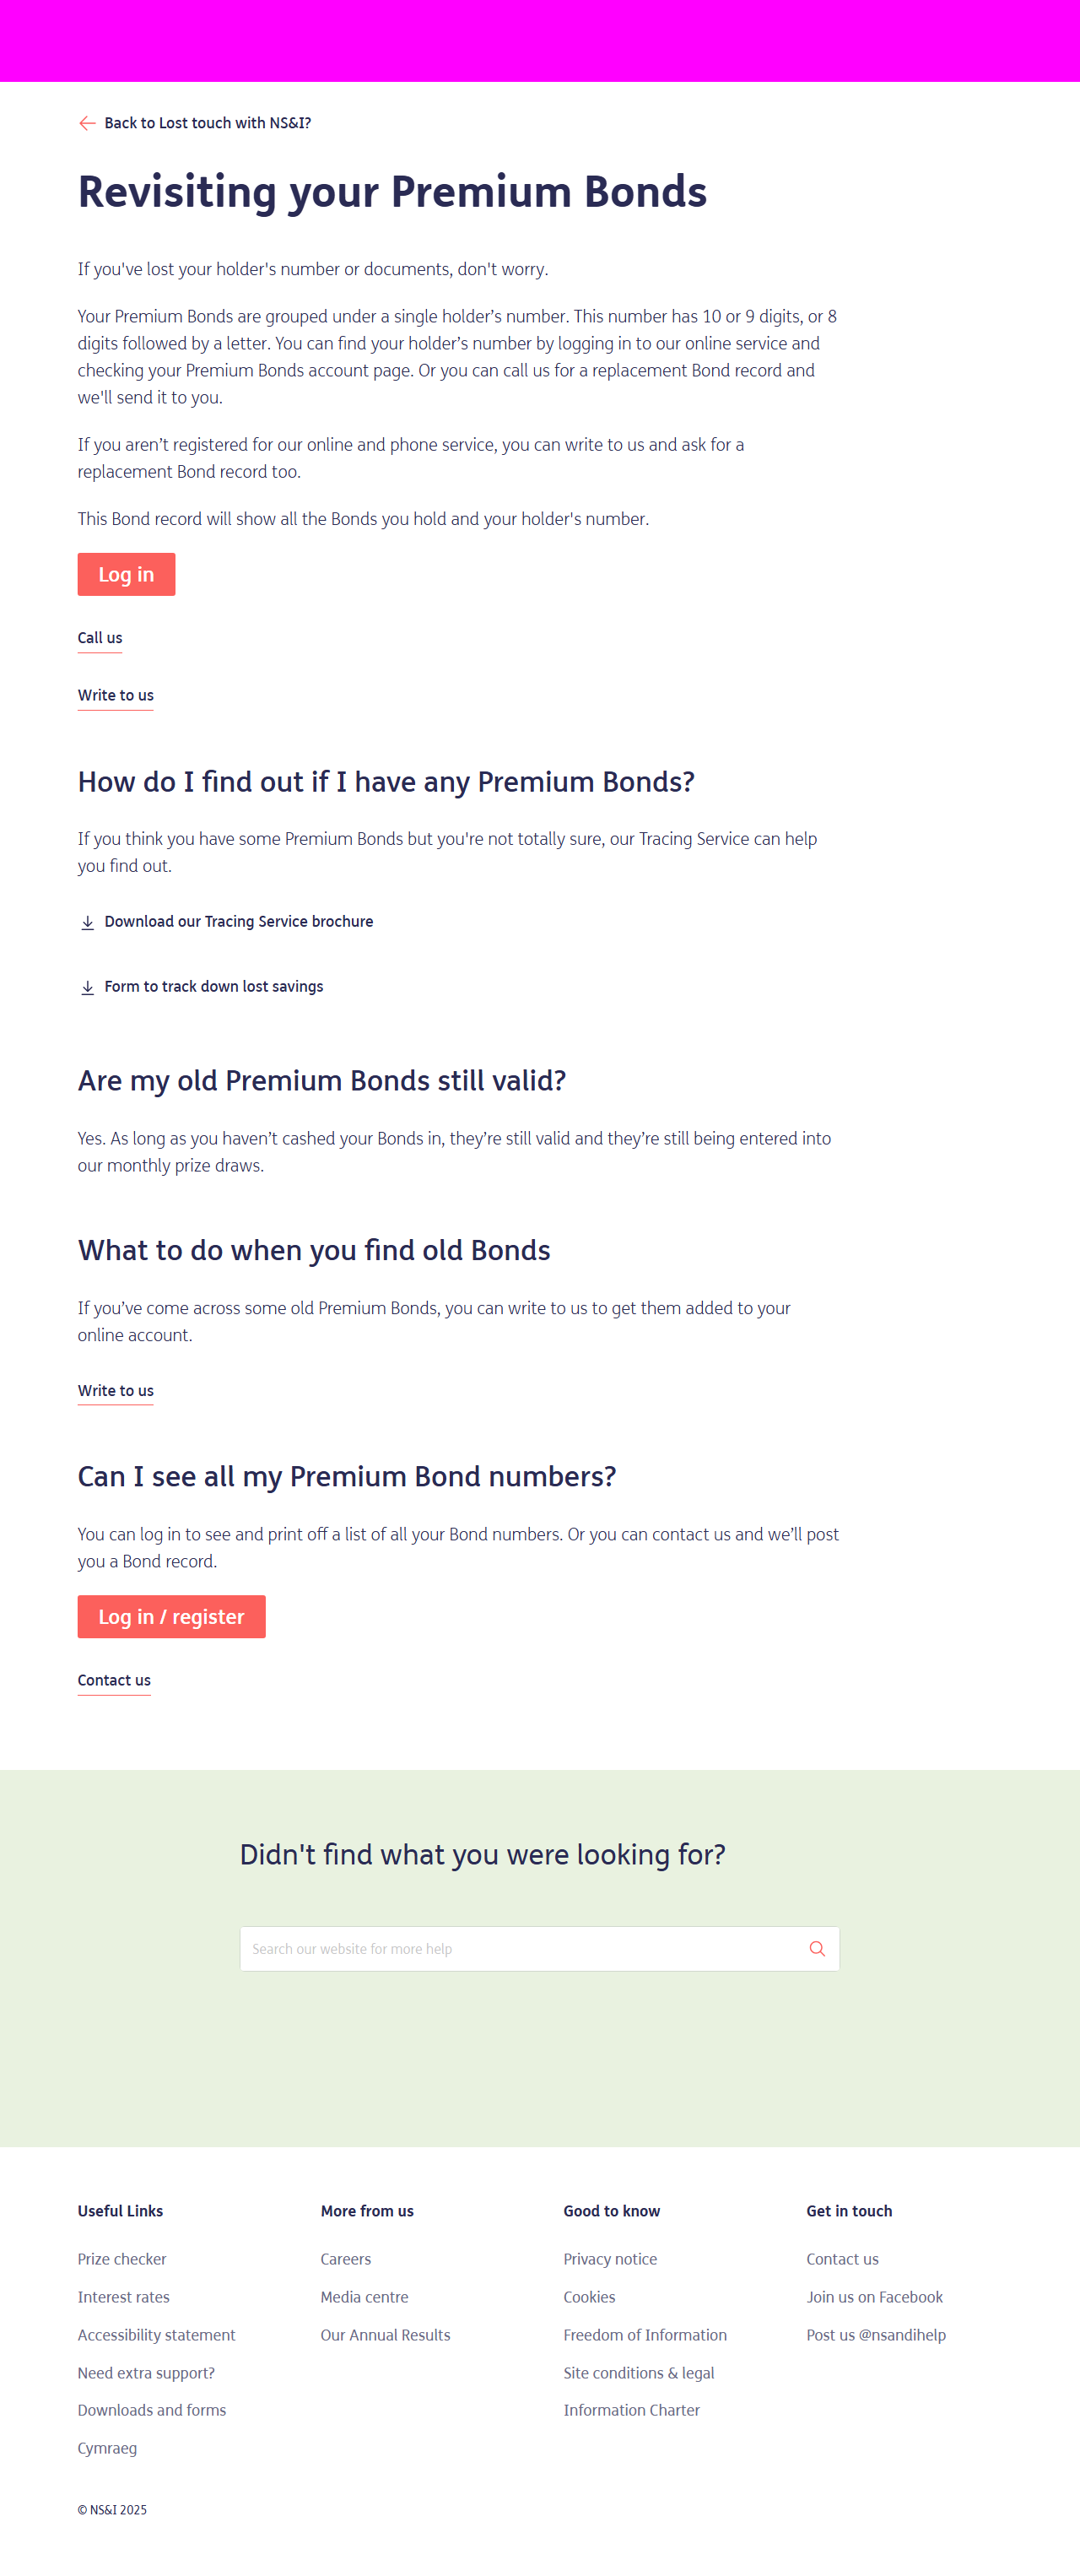 Back to Lost touch with NS&I?
Revisiting your Premium Bonds
If you've lost your holder's number or documents, don't worry.
Your Premium Bonds are grouped under a single holder’s number. This number has 10 or 9 digits, or 8
digits followed by a letter. You can find your holder’s number by logging in to our online service and
checking your Premium Bonds account page. Or you can call us for a replacement Bond record and
we'll send it to you.
If you aren’t registered for our online and phone service, you can write to us and ask for a
replacement Bond record too.
This Bond record will show all the Bonds you hold and your holder's number.
Log in
Call us
Write to us
How do I find out if I have any Premium Bonds?
If you think you have some Premium Bonds but you're not totally sure, our Tracing Service can help
you find out.
Download our Tracing Service brochure
Form to track down lost savings
Are my old Premium Bonds still valid?
Yes. As long as you haven’t cashed your Bonds in, they’re still valid and they’re still being entered into
our monthly prize draws.
What to do when you find old Bonds
If you’ve come across some old Premium Bonds, you can write to us to get them added to your
online account.
Write to us
Can I see all my Premium Bond numbers?
You can log in to see and print off a list of all your Bond numbers. Or you can contact us and we’ll post
you a Bond record.
Log in / register
Contact us
Didn't find what you were looking for?
Search our website for more help
Useful Links
Prize checker
Interest rates
Accessibility statement
Need extra support?
Downloads and forms
Cymraeg
More from us
Careers
Media centre
Our Annual Results
Good to know
Privacy notice
Cookies
Freedom of Information
Site conditions & legal
Information Charter
Get in touch
Contact us
Join us on Facebook
Post us @nsandihelp
© NS&I 2025